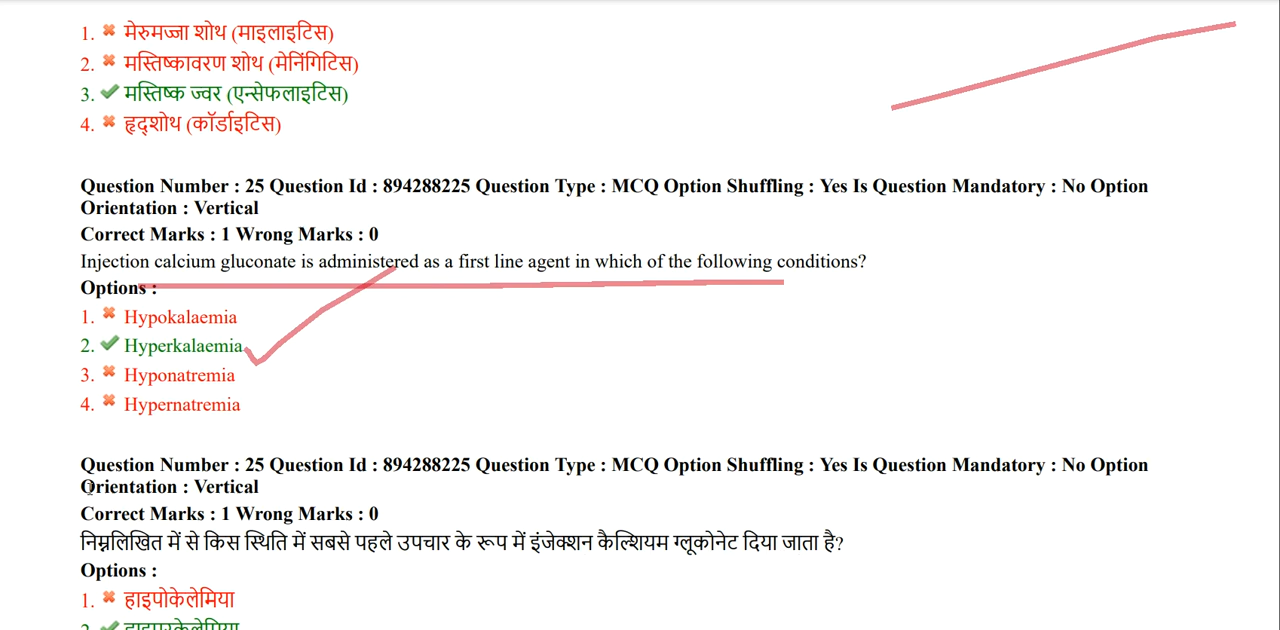 1. मेरुमज्जा शोथ (माइलाइटिस)
2. मस्तिष्कावरण शोथ (मेनिंगिटिस)
3. मस्तिष्क ज्वर (एन्सेफलाइटिस)
4. हृद्शोथ (कॉर्डाइटिस)
Question Number : 25 Question Id : 894288225 Question Type : MCQ Option Shuffling : Yes Is Question Mandatory : No Option
Orientation : Vertical
Correct Marks : 1 Wrong Marks : 0
Injection calcium gluconate is administered as a first line agent in which of the following conditions?
Options :
1. Hypokalaemia
2. Hyperkalaemia
3. Hyponatremia
4. Hypernatremia
Question Number : 25 Question Id : 894288225 Question Type : MCQ Option Shuffling : Yes Is Question Mandatory : No Option
Orientation : Vertical
Correct Marks : 1 Wrong Marks : 0
निम्नलिखित में से किस स्थिति में सबसे पहले उपचार के रूप में इंजेक्शन कैल्शियम ग्लूकोनेट दिया जाता है?
Options :
1. हाइपोकेलेमिया
2. हाइपरकेलेमिया